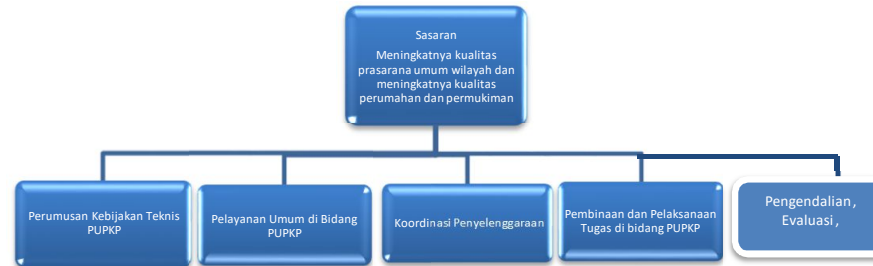 Sasaran
Meningkatnya kualitas
prasarana umum wilayah dan
meningkatnya kualitas
perumahan dan permukiman
Perumusan Kebijakan Teknis
PUPKP
Pelayanan Umum di Bidang
PUPKP
Koordinasi Penyelenggaraan
Pembinaan dan Pelaksanaan
Tugas di bidang PUPKP
Pengendalian ,
Evaluasi ,